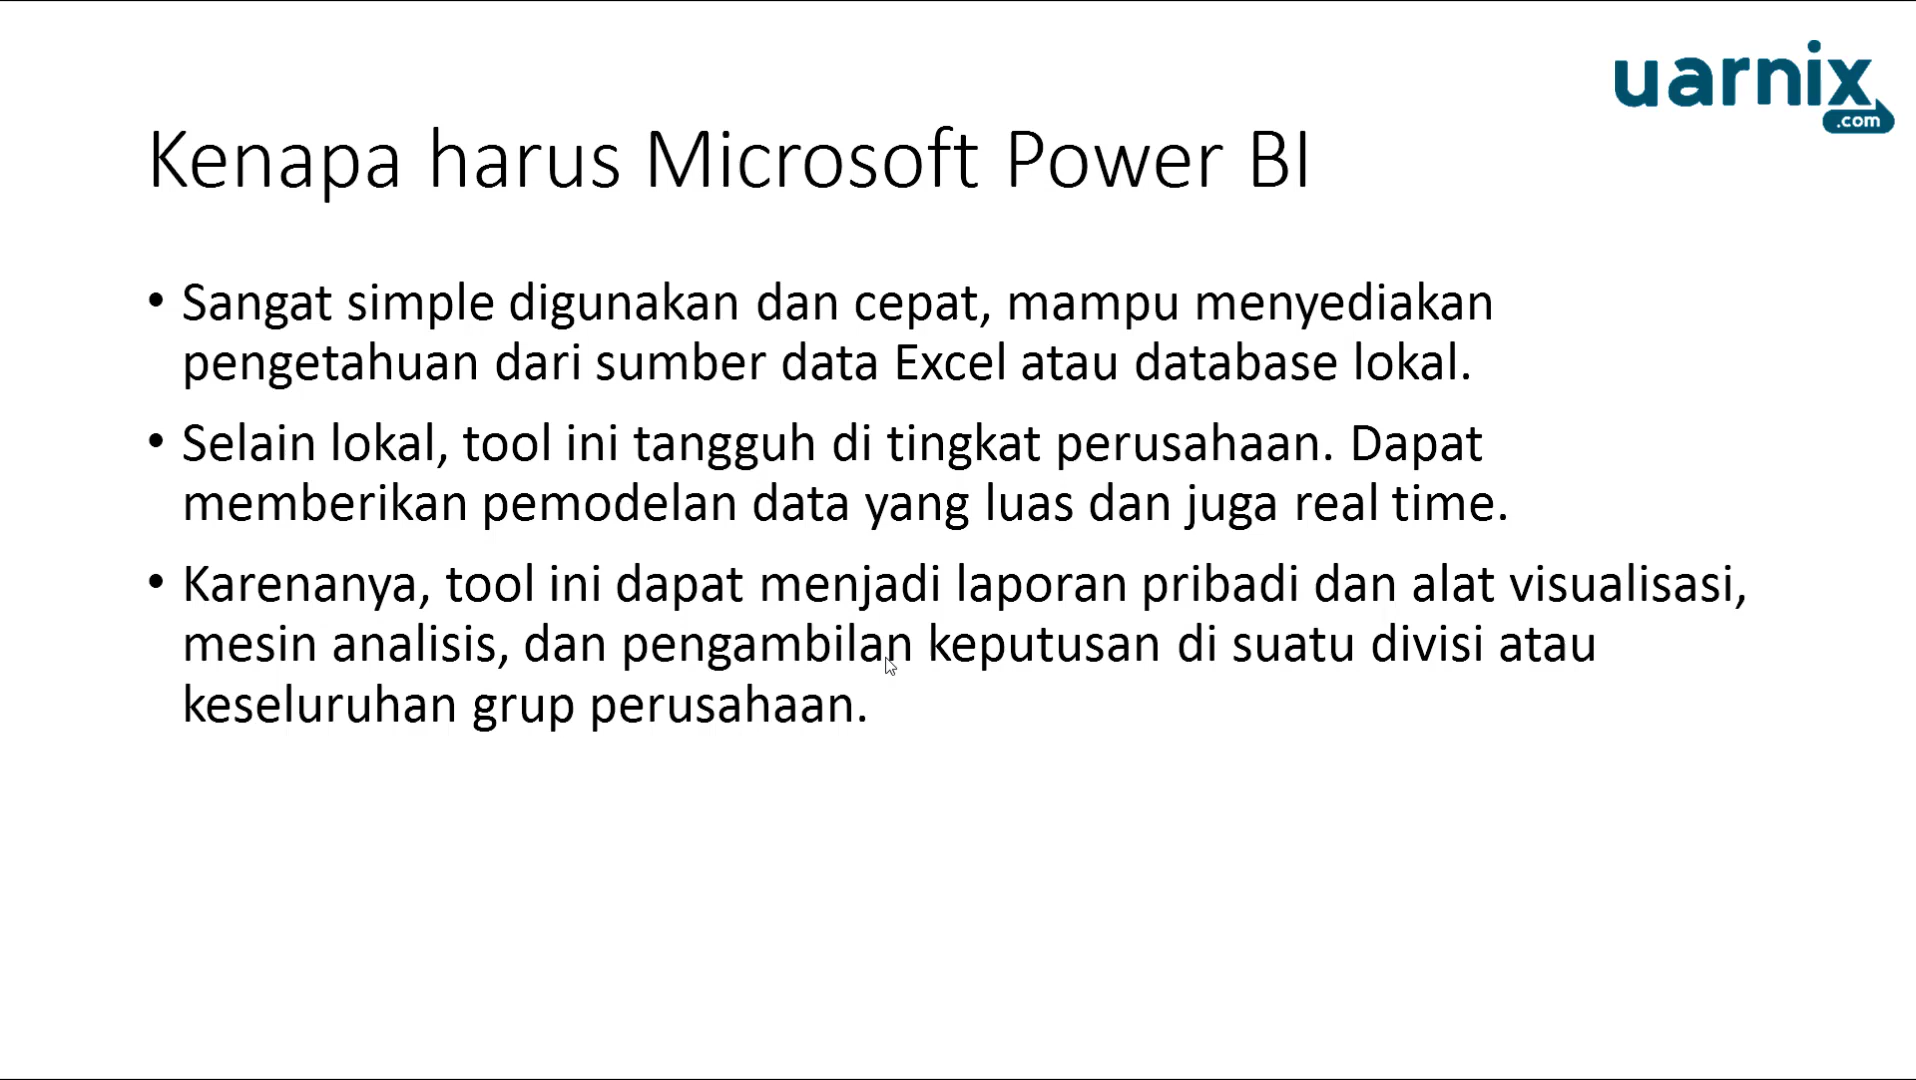 uarnix
.com
Kenapa harus Microsoft Power BI
• Sangat simple digunakan dan cepat, mampu menyediakan
pengetahuan dari sumber data Excel atau database lokal.
• Selain lokal, tool ini tangguh di tingkat perusahaan. Dapat
memberikan pemodelan data yang luas dan juga real time.
• Karenanya, tool ini dapat menjadi laporan pribadi dan alat visualisasi,
mesin analisis, dan pengambilan keputusan di suatu divisi atau
keseluruhan grup perusahaan.